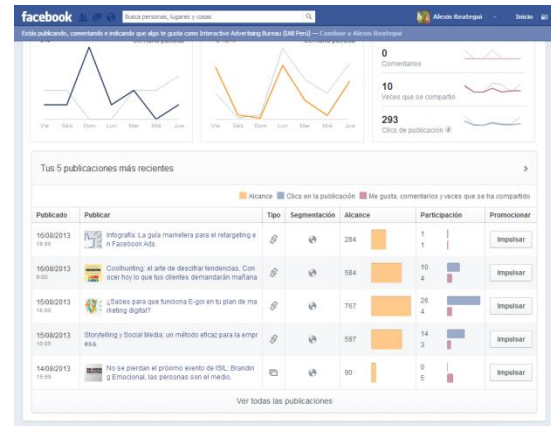 facebook
Busca personas, lugares y cosas
Alexis Reategui
Inicio
Estás publicando, comentando e indicando que algo te gusta como Interactive Advertising Bureau (IAB Perú) — Cambiar a Alexis Reategui
Vie Sáb Dom Lun Mar Mié Jue
Vie Sáb Dom Lun Mar Mié Jue
0
Comentarios
10
Veces que se compartió
293
Clics de publicación
Tus 5 publicaciones más recientes
Alcance Clics en la publicación Me gusta, comentarios y veces que se ha compartido
Publicado Publicar Tipo Segmentación Alcance Participación Promocionar
16/08/2013 Infografía: La guía marketera para el retargeting e
n Facebook Ads.
284 1 1 Impulsar
16/08/2013 Coolhunting: el arte de descifrar tendencias. Con
9:00 ocer hoy lo que tus clientes demandarán mañana
584 10 4 Impulsar
15/08/2013 ¿Sabes para que funciona E-goi en tu plan de ma
18:00 rketing digital?
767 26 4 Impulsar
15/08/2013 Storytelling y Social Media: un método eficaz para la empr
esa.
597 14 3 Impulsar
14/08/2013 No se pierdan el próximo evento de ISIL: Brandin
g Emocional, las personas son el medio.
90 0 5 Impulsar
Ver todas las publicaciones